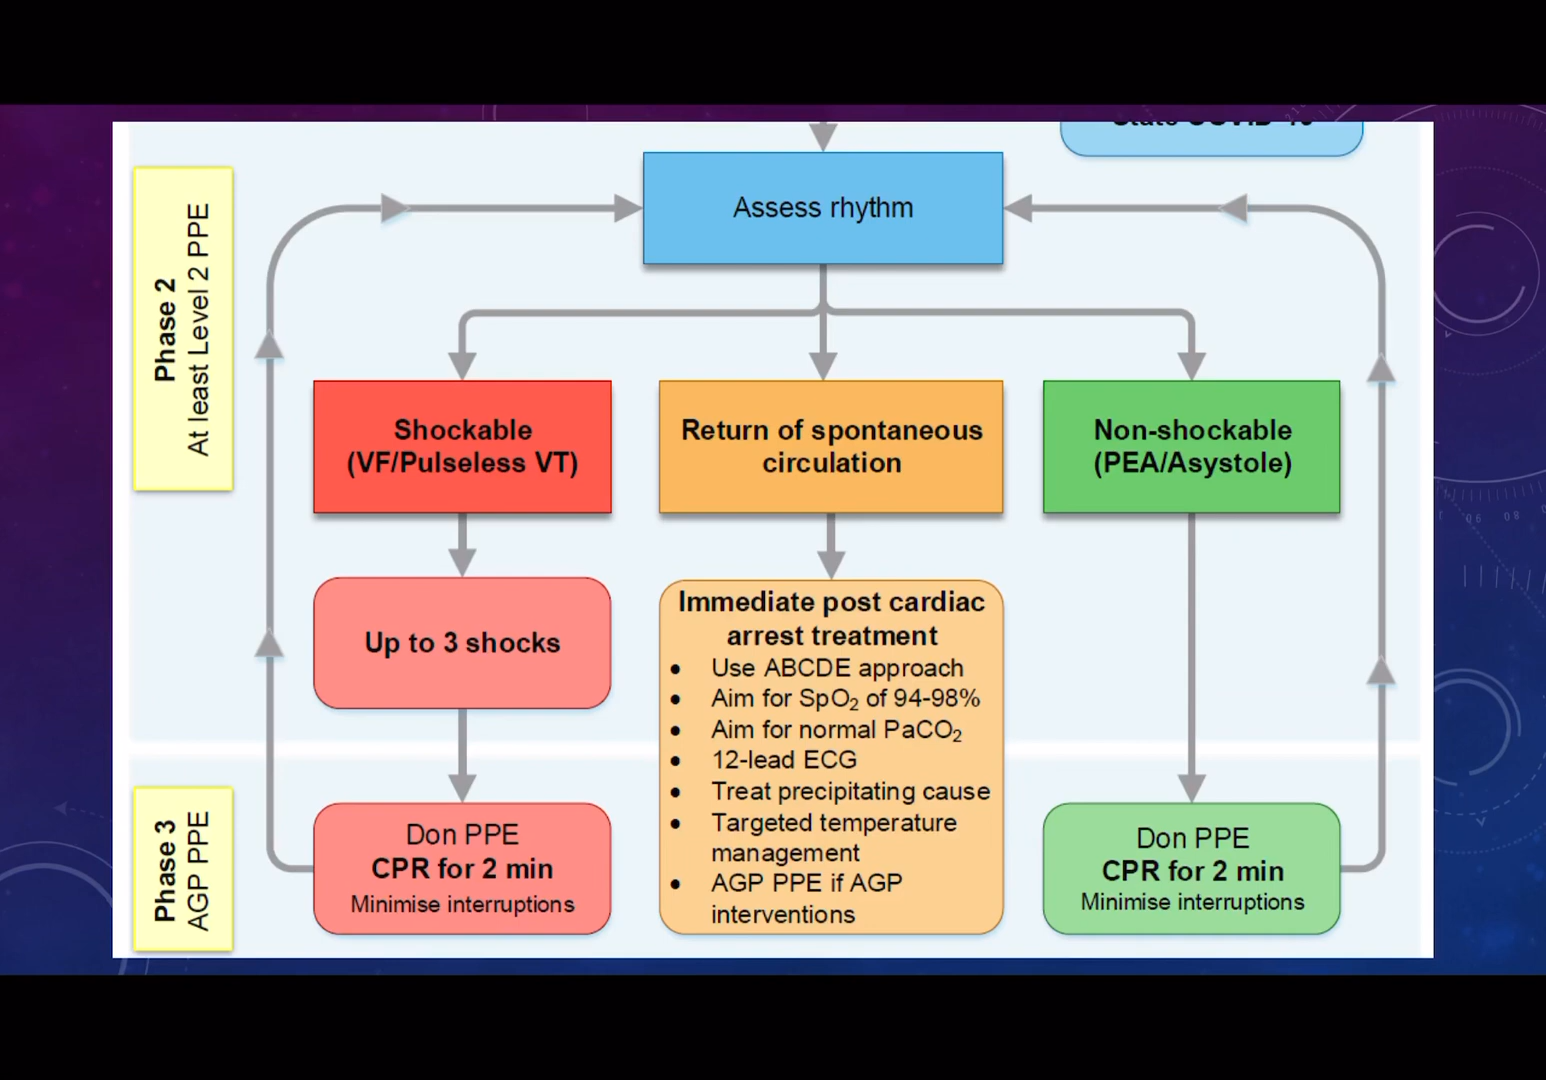 State COVID-19
Assess rhythm
Phase 2
At least Level 2 PPE
Shockable
(VF/Pulseless VT)
Return of spontaneous
circulation
Non-shockable
(PEA/Asystole)
Up to 3 shocks
Immediate post cardiac
arrest treatment
• Use ABCDE approach
• Aim for SpO₂ of 94-98%
• Aim for normal PaCO₂
• 12-lead ECG
• Treat precipitating cause
• Targeted temperature
management
• AGP PPE if AGP
interventions
Phase 3
AGP PPE
Don PPE
CPR for 2 min
Minimise interruptions
Don PPE
CPR for 2 min
Minimise interruptions